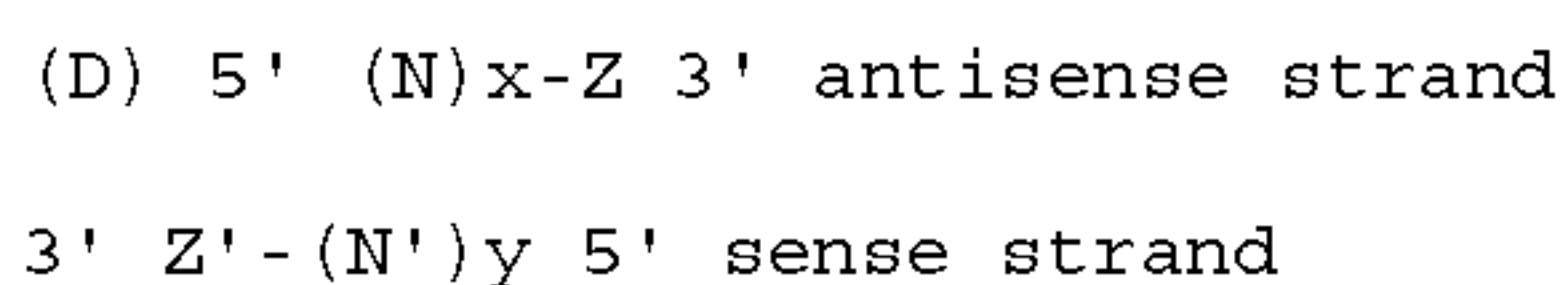 (D) 5' (N)x-Z 3' antisense strand
3' Z'-(N')y 5' sense strand